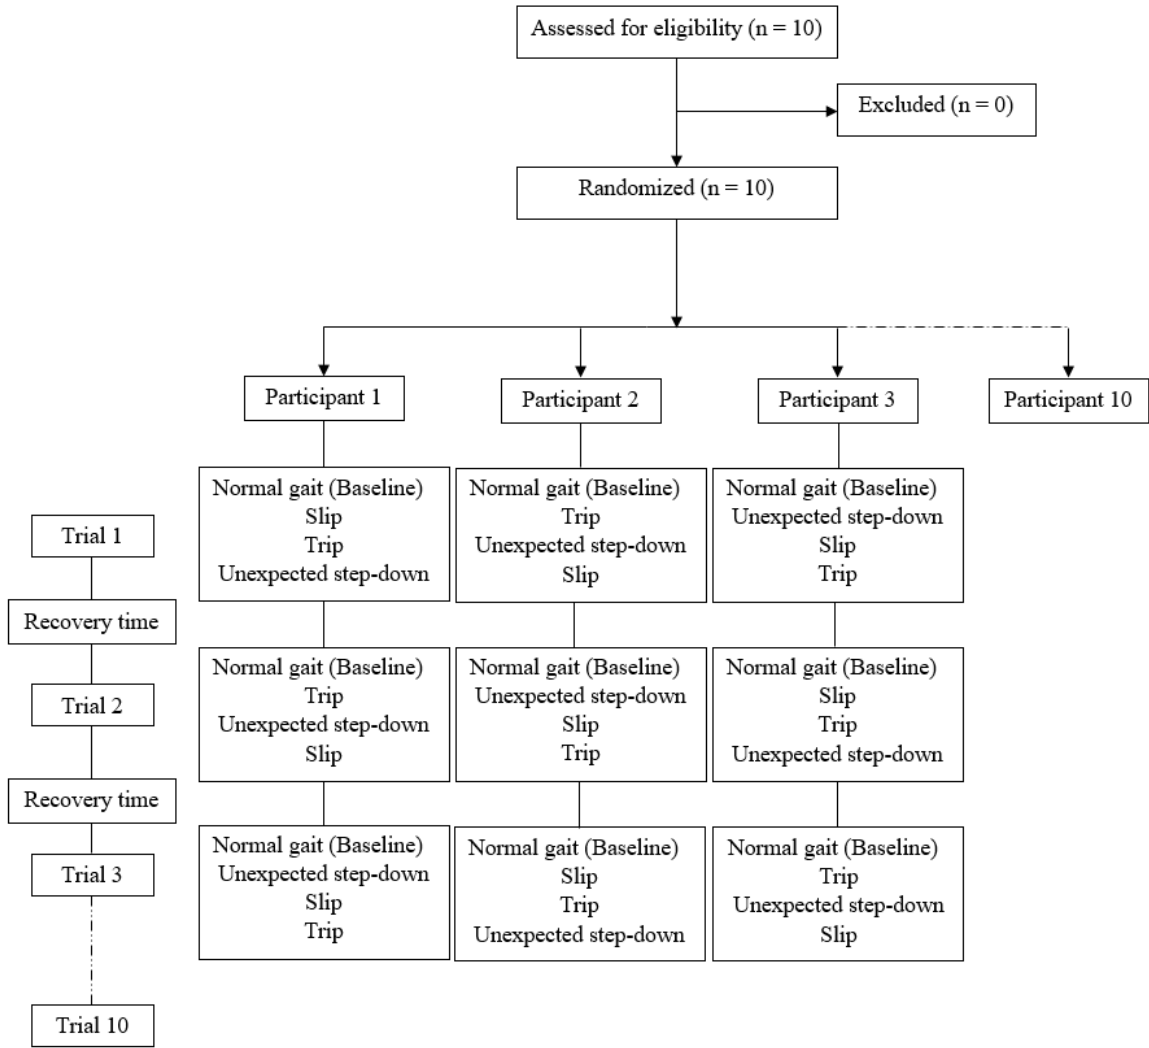 Assessed for eligibility (n = 10)
Excluded (n = 0)
Randomized (n = 10)
Participant 1
Participant 2
Participant 3
Participant 10
Trial 1
Recovery time
Trial 2
Recovery time
Trial 3
Trial 10
Normal gait (Baseline)
Slip
Trip
Unexpected step-down
Normal gait (Baseline)
Trip
Unexpected step-down
Slip
Normal gait (Baseline)
Unexpected step-down
Slip
Trip
Normal gait (Baseline)
Trip
Unexpected step-down
Slip
Normal gait (Baseline)
Unexpected step-down
Slip
Trip
Normal gait (Baseline)
Slip
Trip
Unexpected step-down
Normal gait (Baseline)
Unexpected step-down
Slip
Trip
Normal gait (Baseline)
Slip
Trip
Unexpected step-down
Normal gait (Baseline)
Trip
Unexpected step-down
Slip